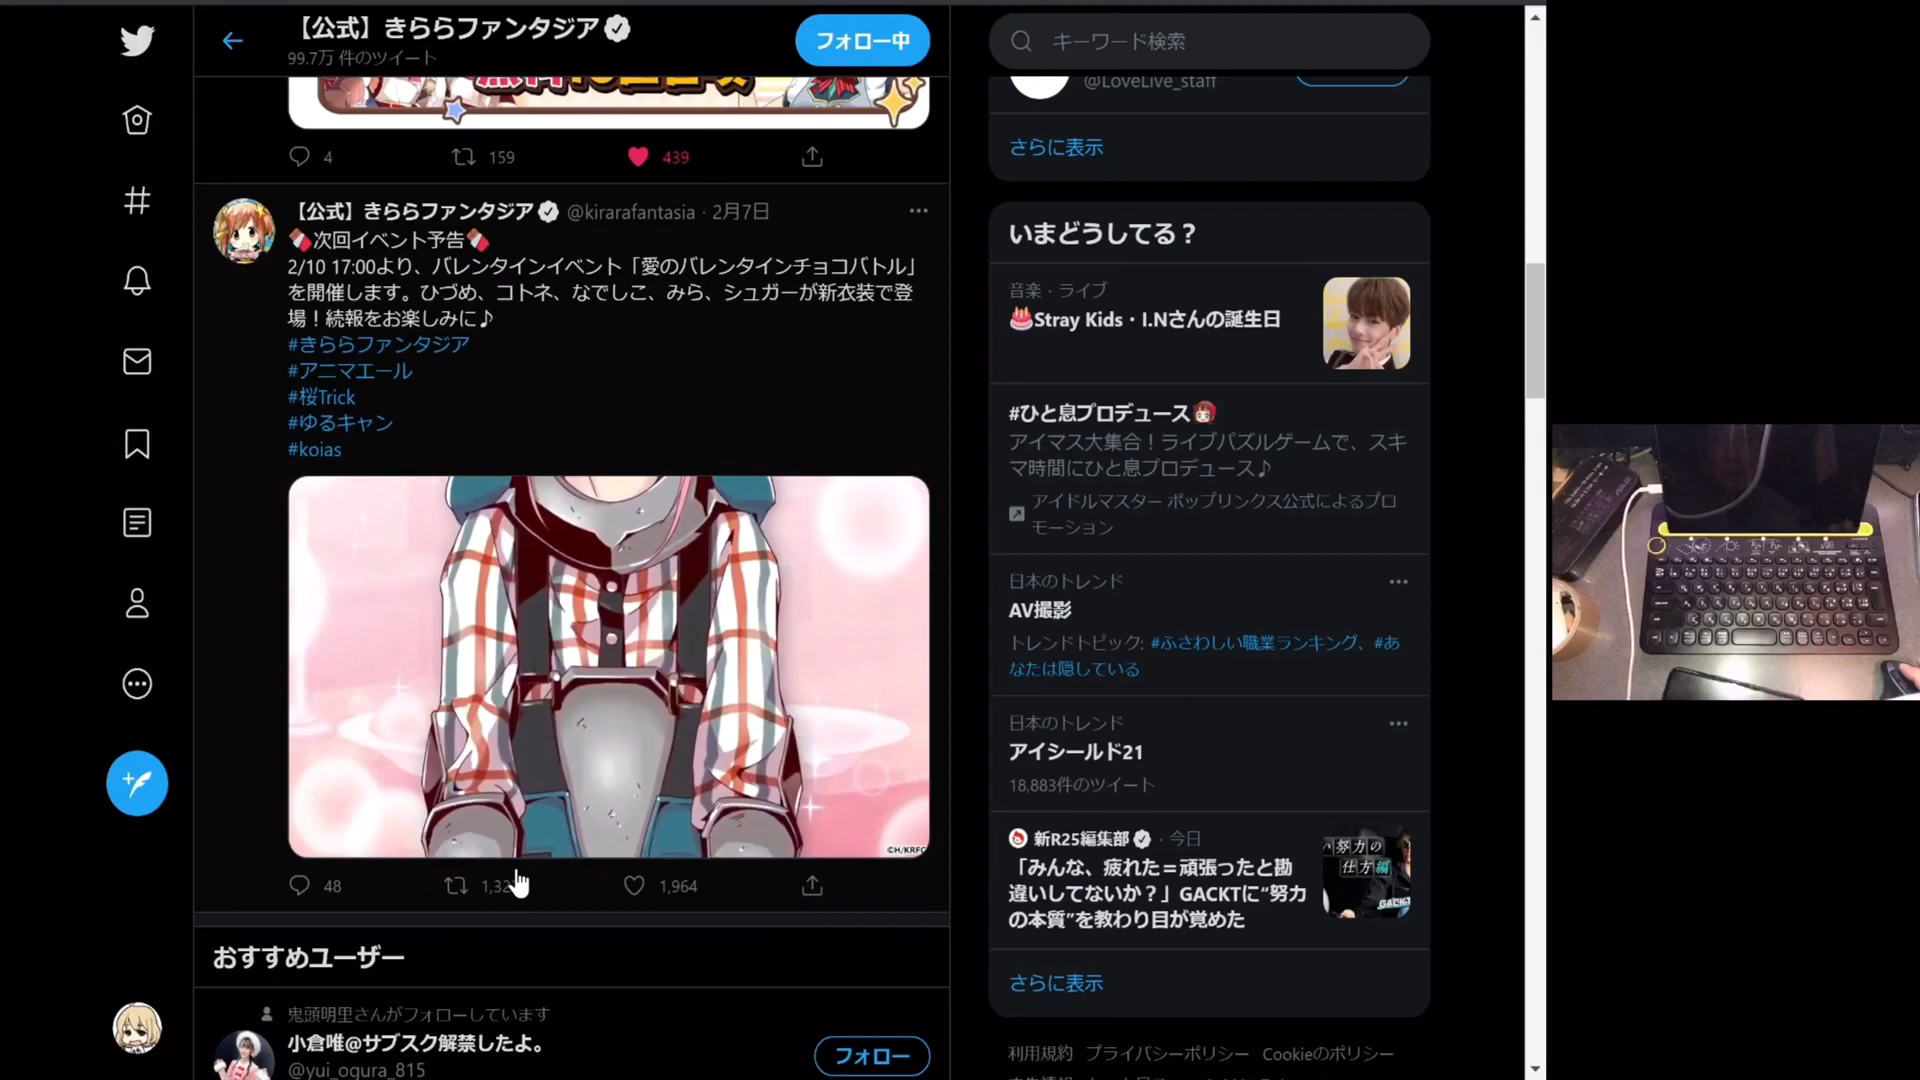 【公式】きららファンタジア
99.7万 件のツイート
フォロー中
4
159
439
【公式】きららファンタジア @kirarafantasia · 2月7日
次回イベント予告
2/10 17:00より、バレンタインイベント「愛のバレンタインチョコバトル」
を開催します。ひづめ、コトネ、なでしこ、みら、シュガーが新衣装で登
場！続報をお楽しみに♪
#きららファンタジア
#アニマエール
#桜Trick
#ゆるキャン
#koias
©H/KRFC
48
1,964
おすすめユーザー
鬼頭明里さんがフォローしています
小倉唯@サブスク解禁したよ。
@yui_ogura_815
フォロー
キーワード検索
@LoveLive_staff
さらに表示
いまどうしてる？
音楽・ライブ
Stray Kids・I.Nさんの誕生日
#ひと息プロデュース
アイマス大集合！ライブパズルゲームで、スキ
マ時間にひと息プロデュース♪
アイドルマスター ポップリンクス公式によるプロ
モーション
日本のトレンド
AV撮影
トレンドトピック: #ふさわしい職業ランキング、#あ
なたは隠している
日本のトレンド
アイシールド21
18,883件のツイート
新R25編集部 · 今日
「みんな、疲れた＝頑張ったと勘
違いしてないか？」GACKTに“努力
の本質”を教わり目が覚めた
努力の
仕方編
GACKT
さらに表示
利用規約 プライバシーポリシー Cookieのポリシー